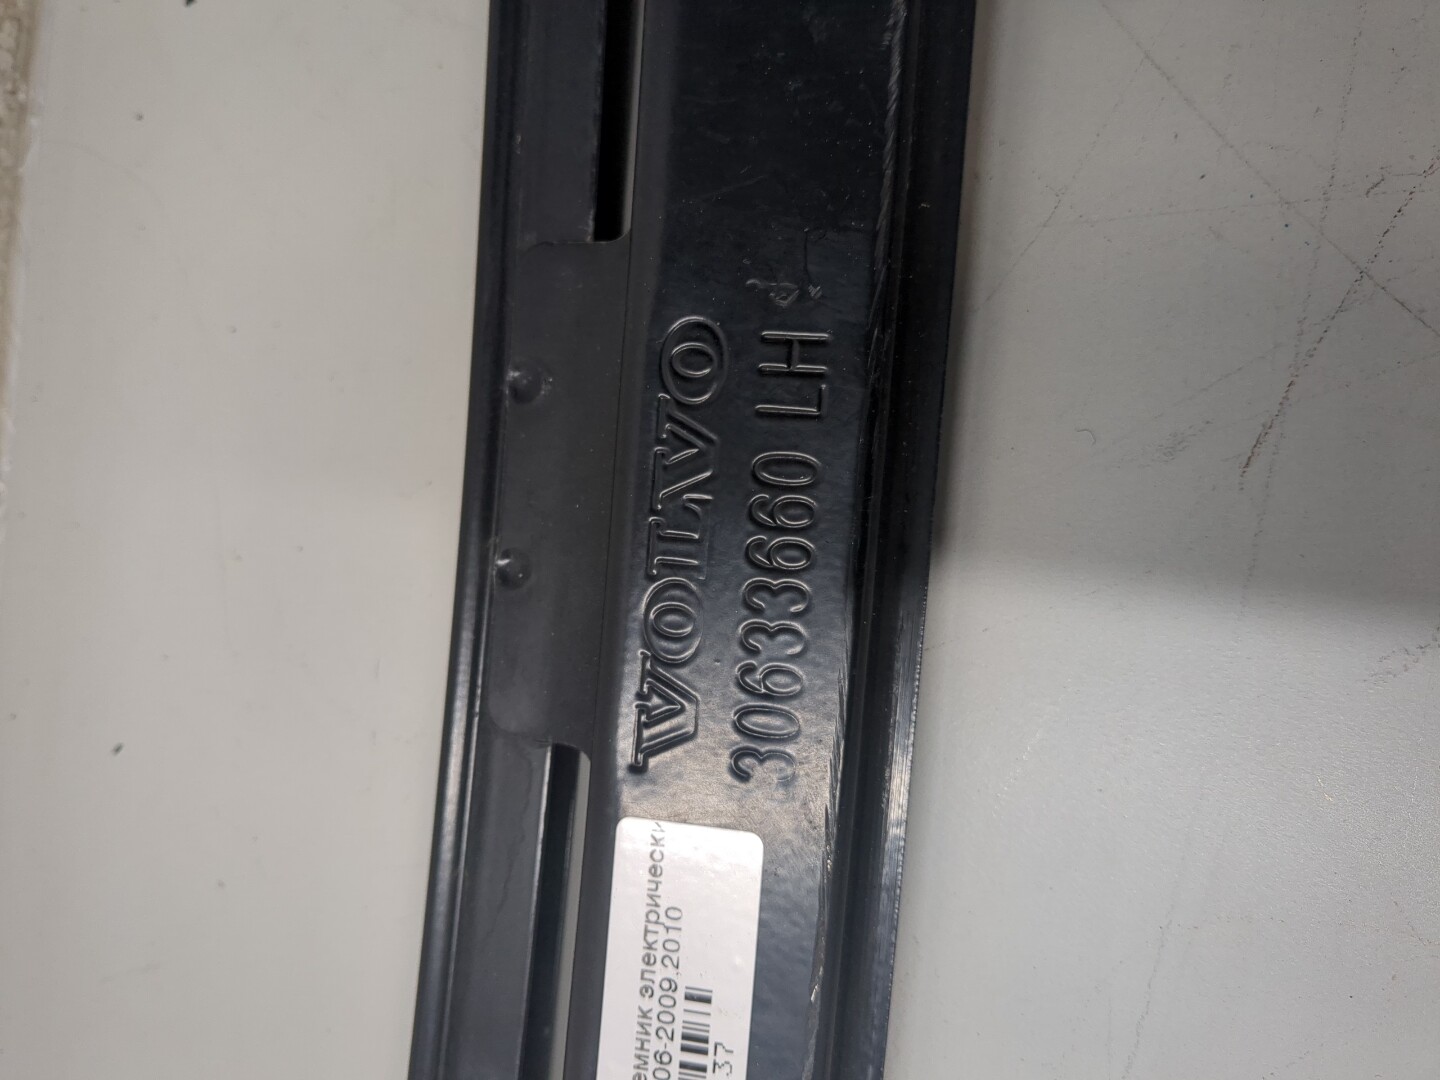 VOLVO
30633660 LH
емник электрически
06-2009,2010
37